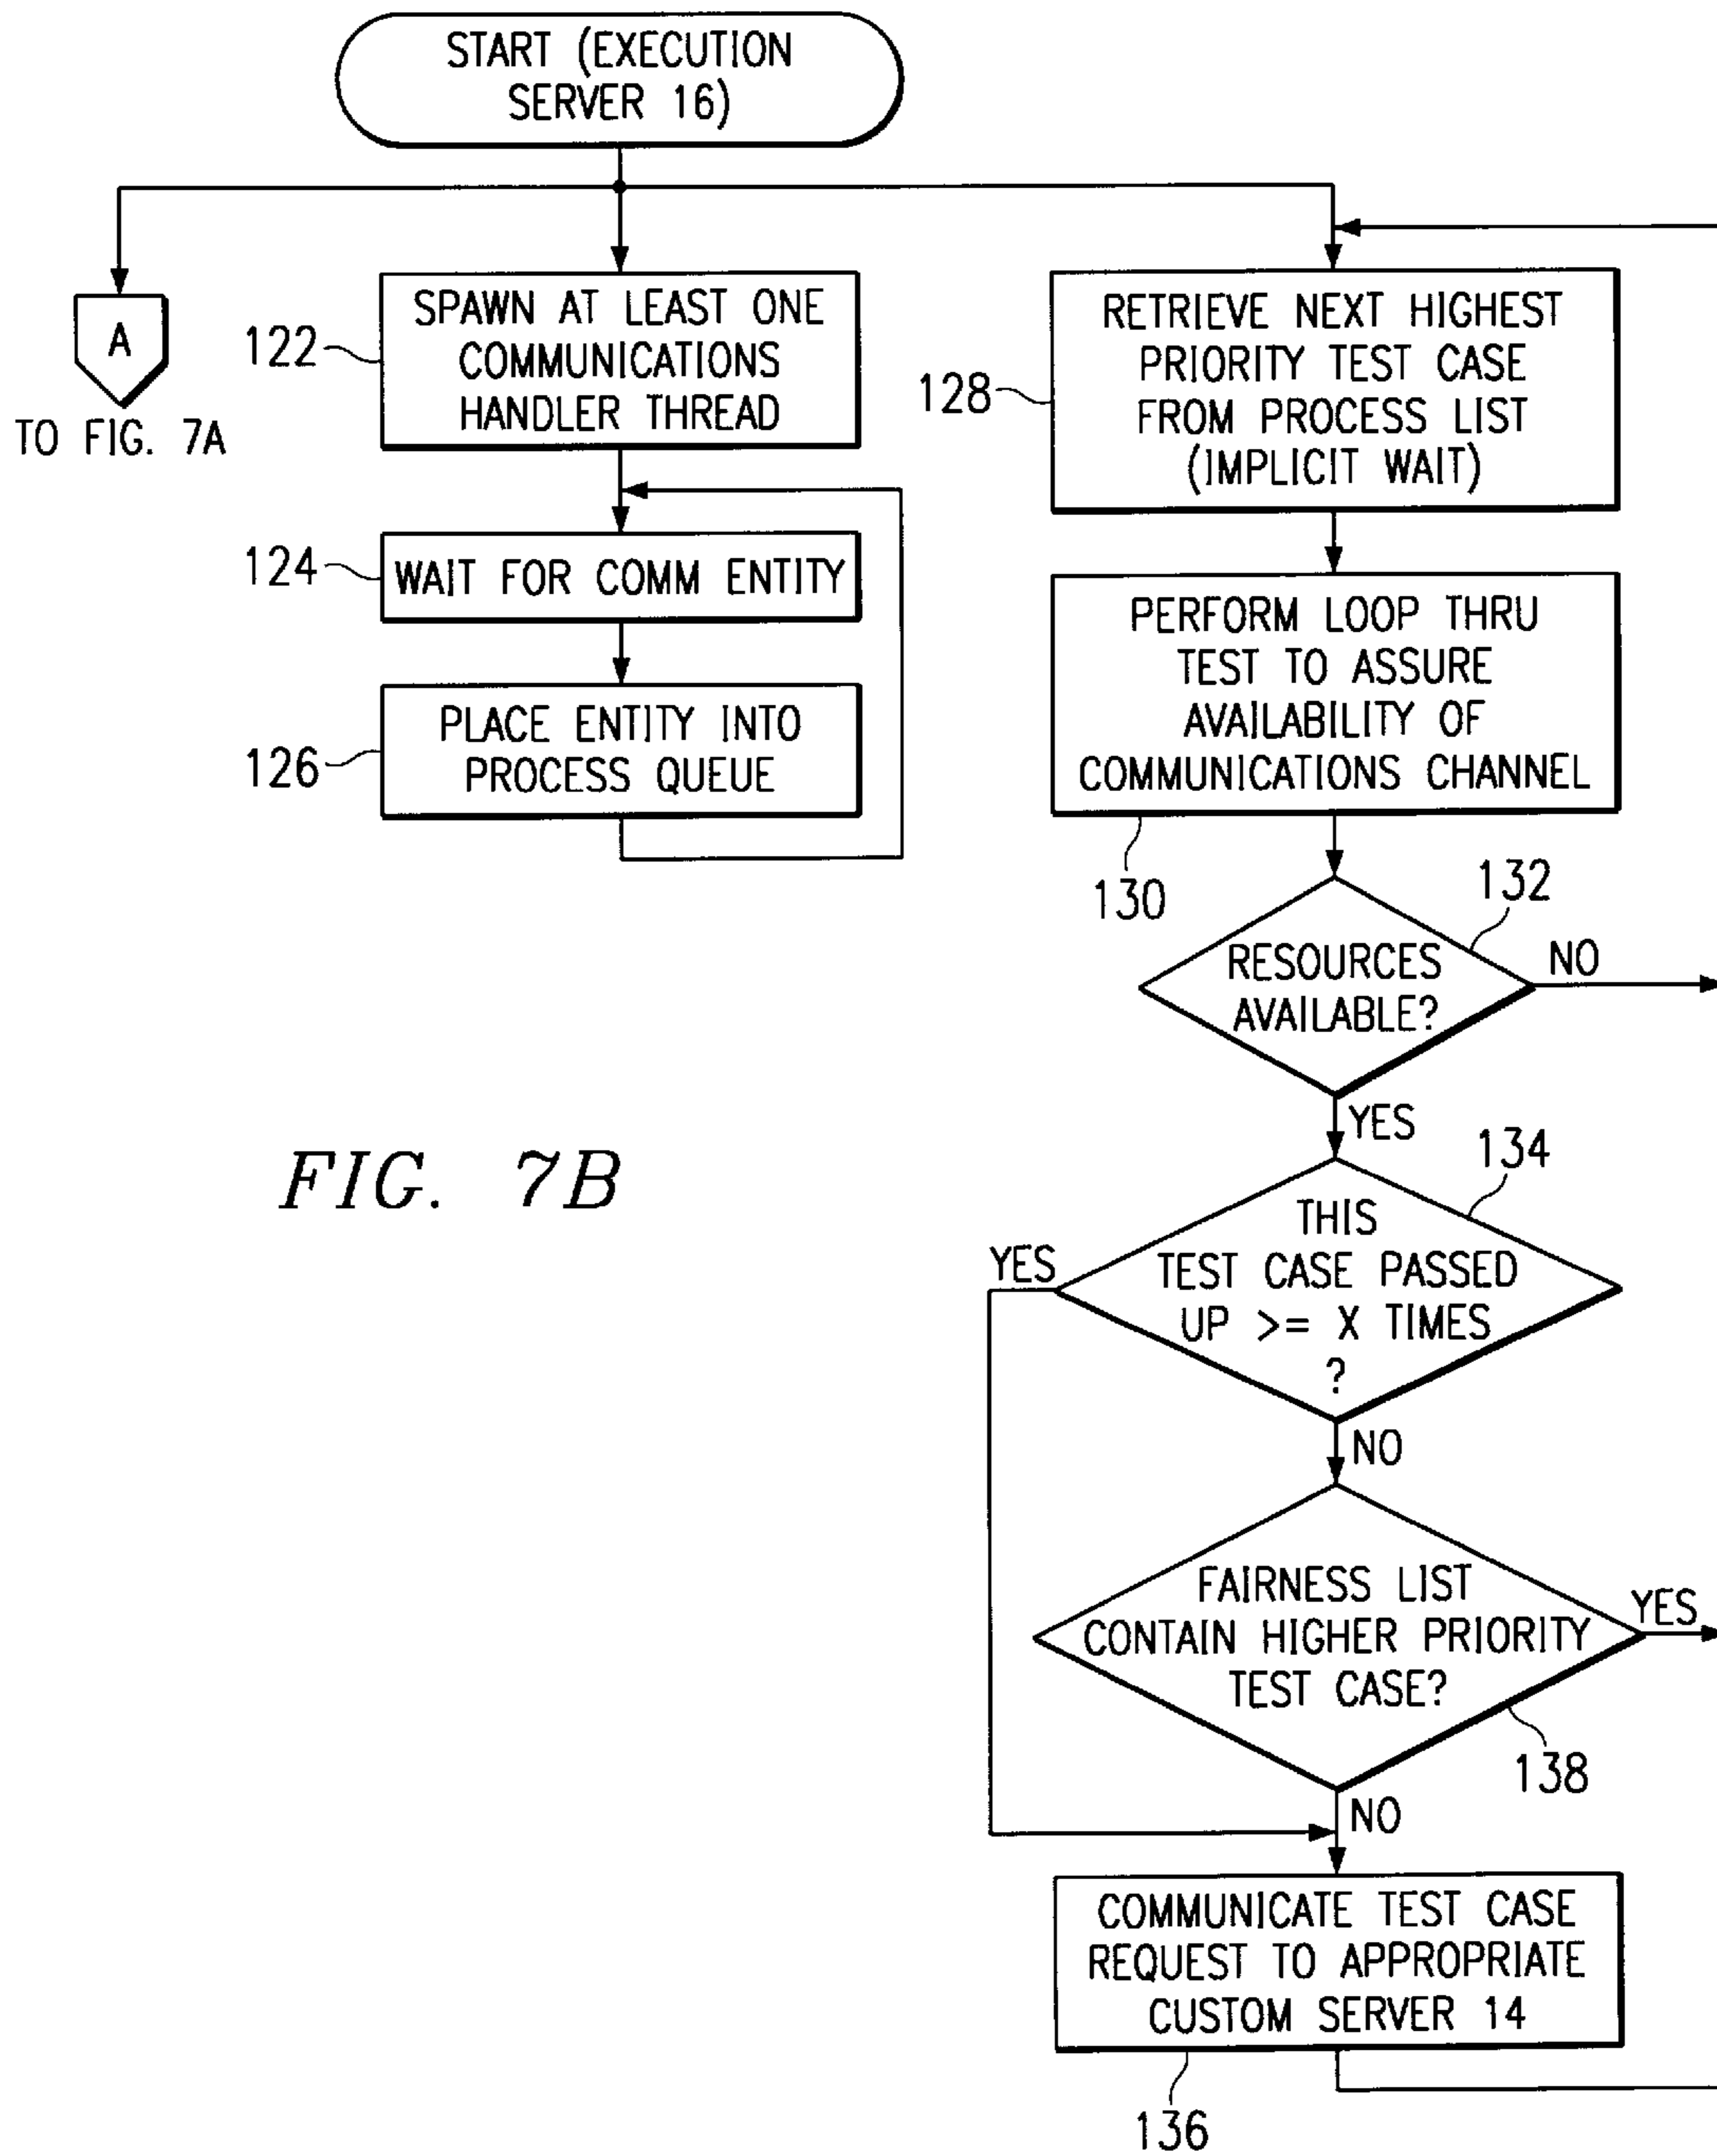 START (EXECUTION
SERVER 16)
A
TO FIG. 7A
122
SPAWN AT LEAST ONE
COMMUNICATIONS
HANDLER THREAD
124
WAIT FOR COMM ENTITY
126
PLACE ENTITY INTO
PROCESS QUEUE
128
RETRIEVE NEXT HIGHEST
PRIORITY TEST CASE
FROM PROCESS LIST
(IMPLICIT WAIT)
PERFORM LOOP THRU
TEST TO ASSURE
AVAILABILITY OF
COMMUNICATIONS CHANNEL
130
132
RESOURCES
AVAILABLE?
NO
YES
134
THIS
TEST CASE PASSED
UP >= X TIMES
?
YES
NO
FAIRNESS LIST
CONTAIN HIGHER PRIORITY
TEST CASE?
YES
138
NO
COMMUNICATE TEST CASE
REQUEST TO APPROPRIATE
CUSTOM SERVER 14
136
FIG. 7B